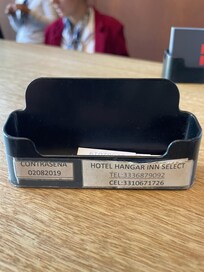 CONTRASEÑA
02082019
HOTEL HANGAR INN SELECT
TEL:3336879092
CEL:3310671726